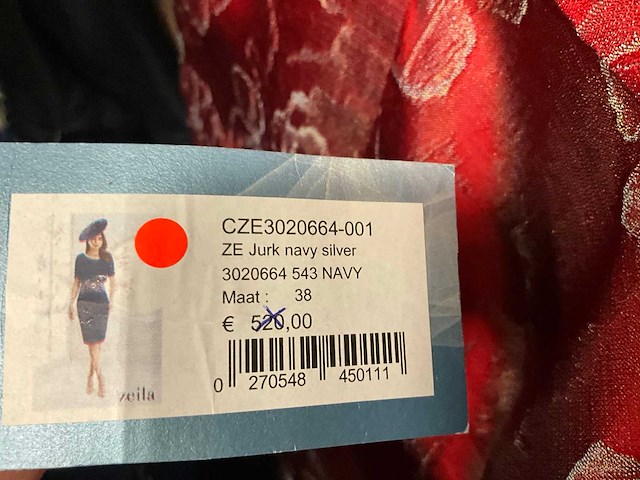 CZE3020664-001
ZE Jurk navy silver
3020664 543 NAVY
Maat : 38
€ 520,00
0 270548 450111
zeila